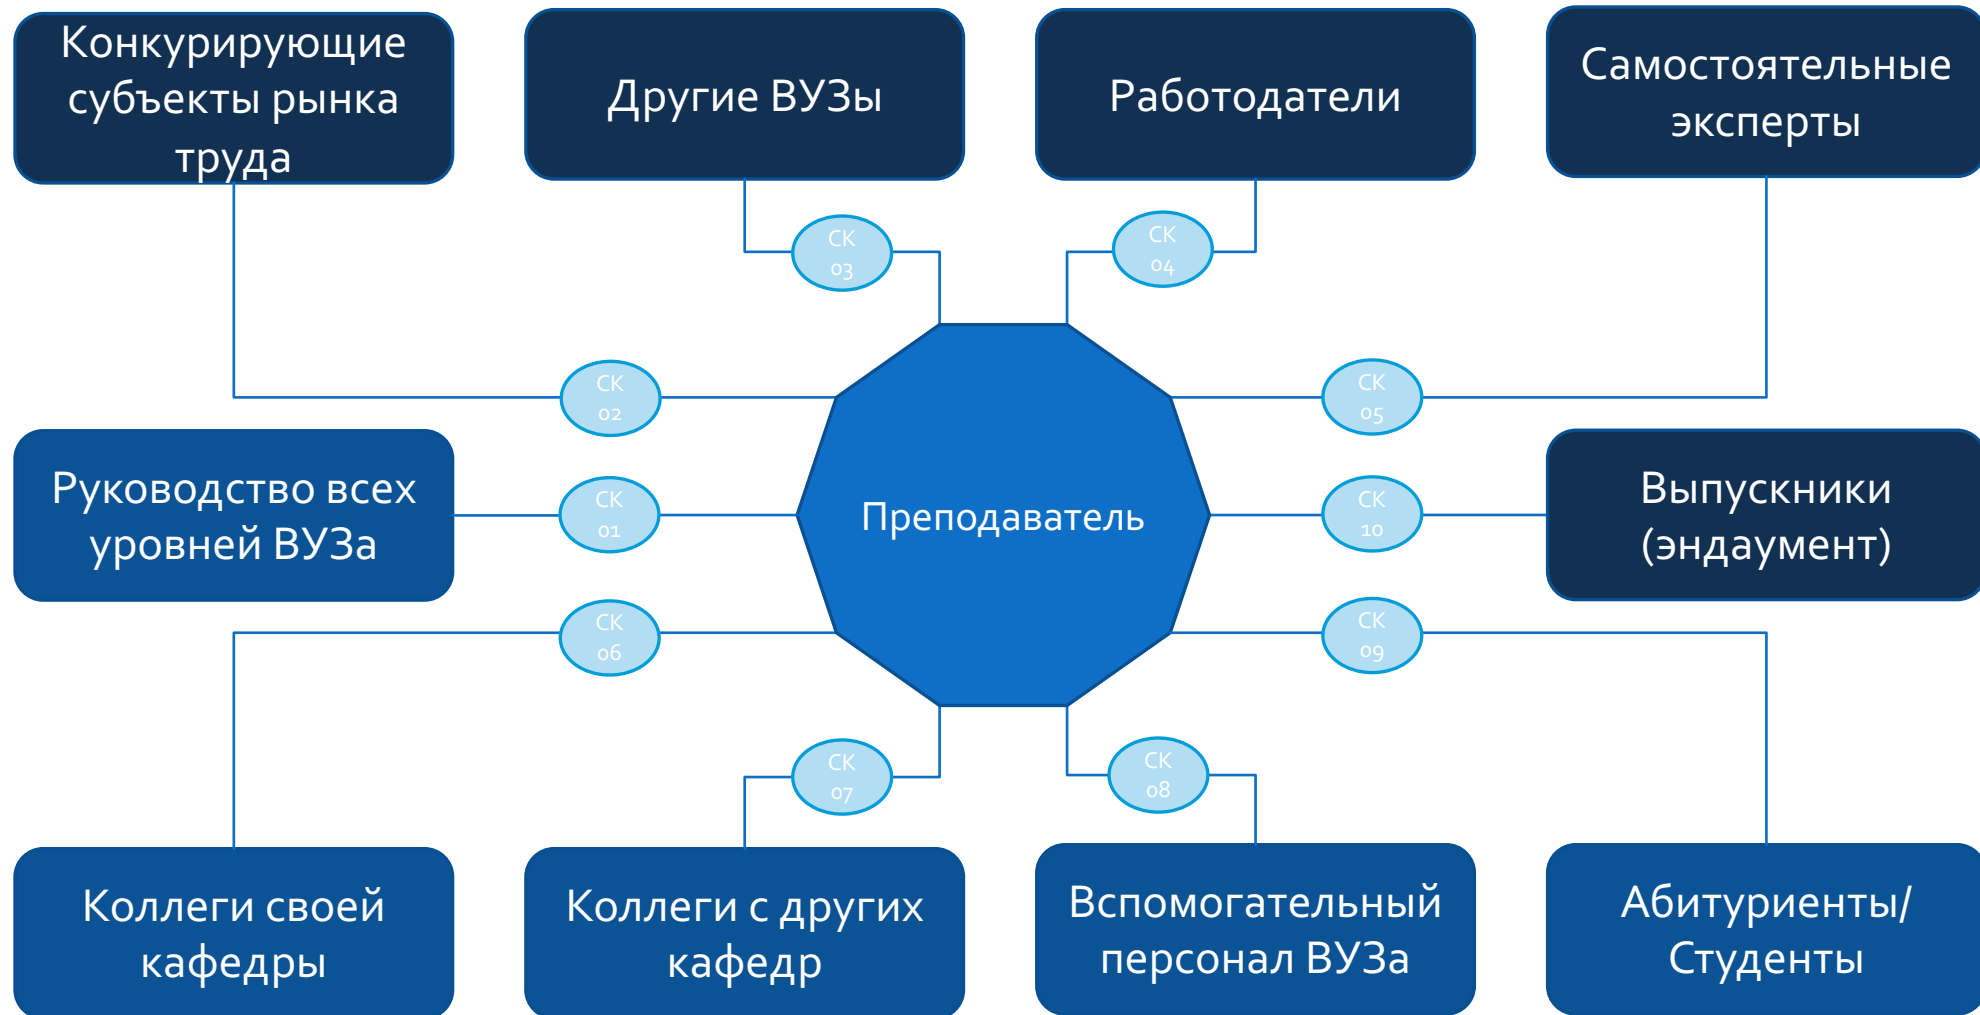 Конкурирующие
субъекты рынка
труда
Другие ВУЗы
Работодатели
Самостоятельные
эксперты
СК
03
СК
04
СК
02
СК
05
Руководство всех
уровней ВУЗа
СК
01
Преподаватель
СК
10
Выпускники
(эндаумент)
СК
06
СК
09
СК
07
СК
08
Коллеги своей
кафедры
Коллеги с других
кафедр
Вспомогательный
персонал ВУЗа
Абитуриенты/
Студенты